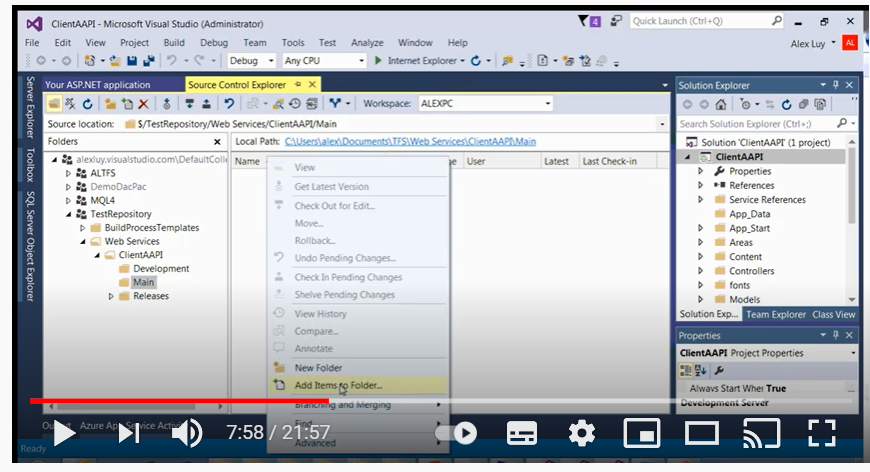 ClientAAPI - Microsoft Visual Studio (Administrator)
4
Quick Launch (Ctrl+Q)
File Edit View Project Build Debug Team Tools Test Analyze Window Help
Alex Luy
AL
Debug Any CPU Internet Explorer
Server Explorer
Toolbox
SQL Server Object Explorer
Your ASP.NET application
Source Control Explorer
Workspace: ALEXPC
Source location: $/TestRepository/Web Services/ClientAAPI/Main
Folders
alexluy.visualstudio.com\DefaultColle
ALTFS
DemoDacPac
MQL4
TestRepository
BuildProcessTemplates
Web Services
ClientAAPI
Development
Main
Releases
Local Path: C:\Users\alex\Documents\TFS\Web Services\ClientAAPI\Main
Name User Latest Last Check-in
View
Get Latest Version
Check Out for Edit...
Move...
Rollback...
Undo Pending Changes...
Check In Pending Changes
Shelve Pending Changes
View History
Compare...
Annotate
New Folder
Add Items to Folder...
Branching and Merging
Find
Advanced
Solution Explorer
Search Solution Explorer (Ctrl+;)
Solution 'ClientAAPI' (1 project)
ClientAAPI
Properties
References
Service References
App_Data
App_Start
Areas
Content
Controllers
fonts
Models
Solution Exp... Team Explorer Class View
Properties
ClientAAPI Project Properties
Always Start When True
Development Server
Azure App Service Activity
7:58 / 21:57
Ready